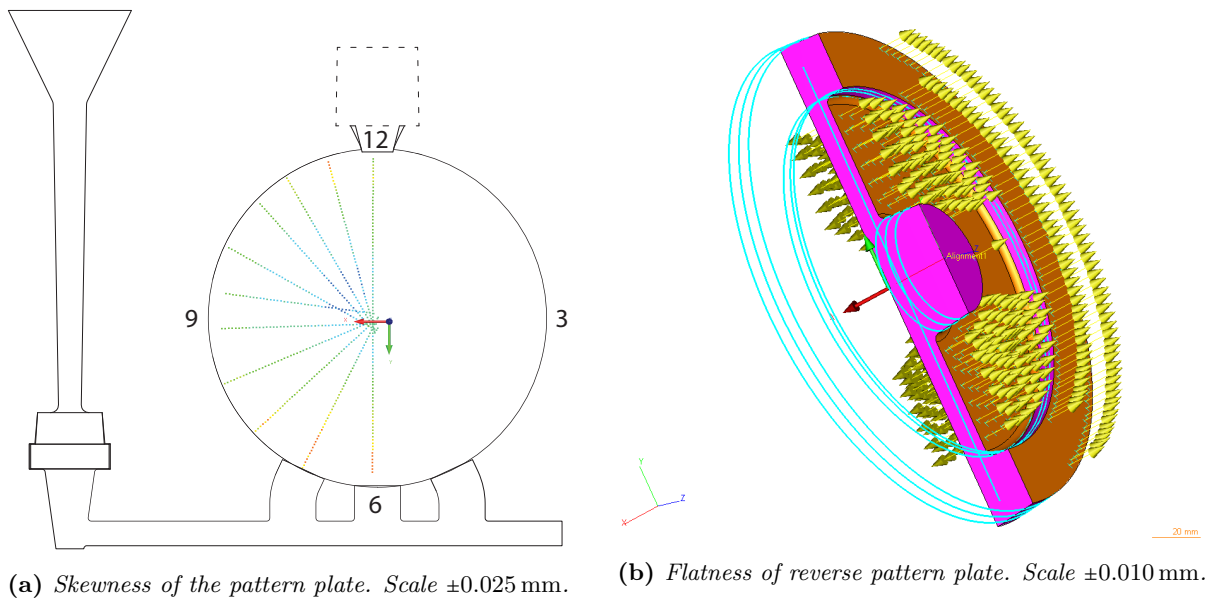 12
9
3
X
Y
6
(a) Skewness of the pattern plate. Scale ±0.025 mm.
Z
Alignment1
Y
Z
X
20 mm
(b) Flatness of reverse pattern plate. Scale ±0.010 mm.